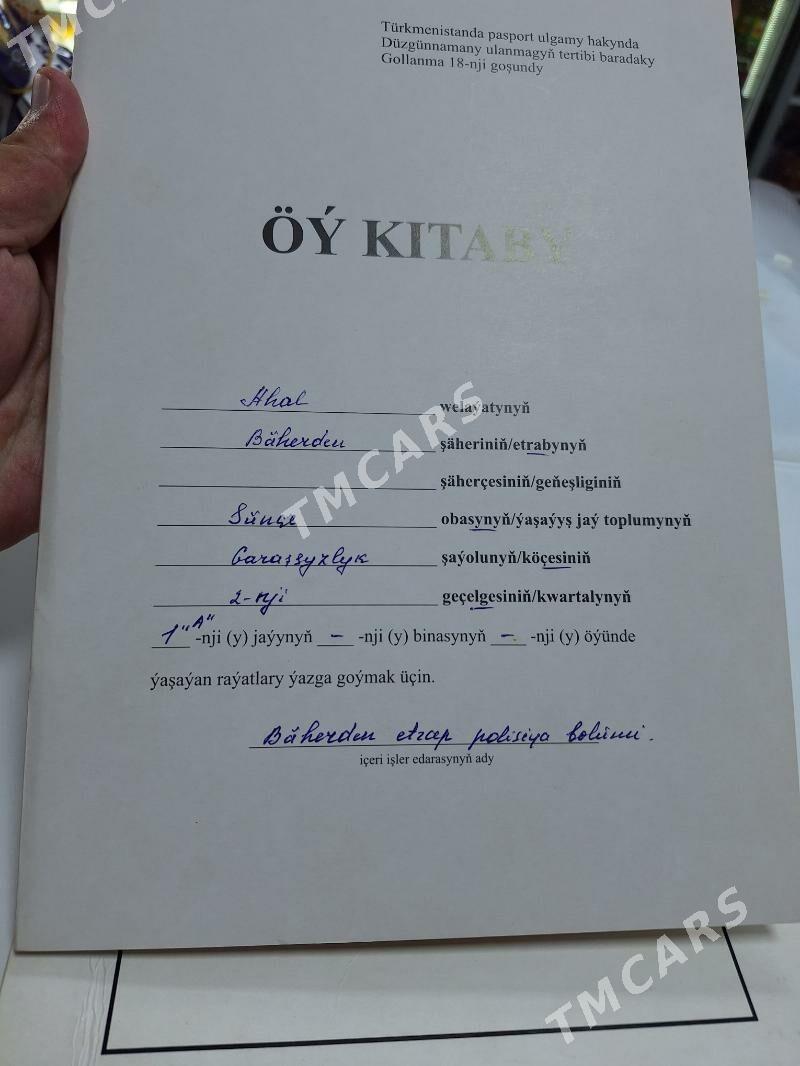 Türkmenistanda pasport ulgamy hakynda
Düzgünnamany ulanmagyň tertibi baradaky
Gollanma 18-nji goşundy
ÖÝ KITABY
Ahal welaýatynyň
Bäherden şäheriniň/etrabynyň
şäherçesiniň/geňeşliginiň
Sünçe obasynyň/ýaşaýyş jaý toplumynyň
Garaşsyzlyk şaýolunyň/köçesiniň
2-nji geçelgesiniň/kwartalynyň
1"A" -nji (y) jaýynyň – -nji (y) binasynyň – -nji (y) öýünde
ýaşaýan raýatlary ýazga goýmak üçin.
Bäherden etrap polisiya bolümi.
içeri işler edarasynyň ady
TMCARS
TMCARS
TMCARS